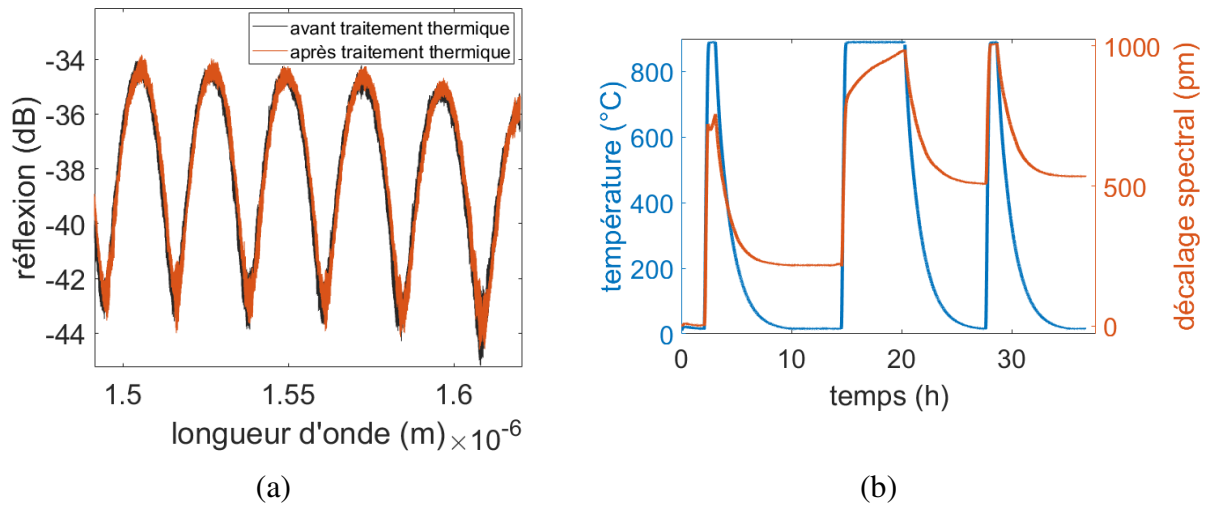 avant traitement thermique
après traitement thermique
réflexion (dB)
-34
-36
-38
-40
-42
-44
1.5
1.55
1.6
longueur d'onde (m)
×10⁻⁶
(a)
température (°C)
800
600
400
200
0
0
10
20
30
temps (h)
1000
500
0
décalage spectral (pm)
(b)